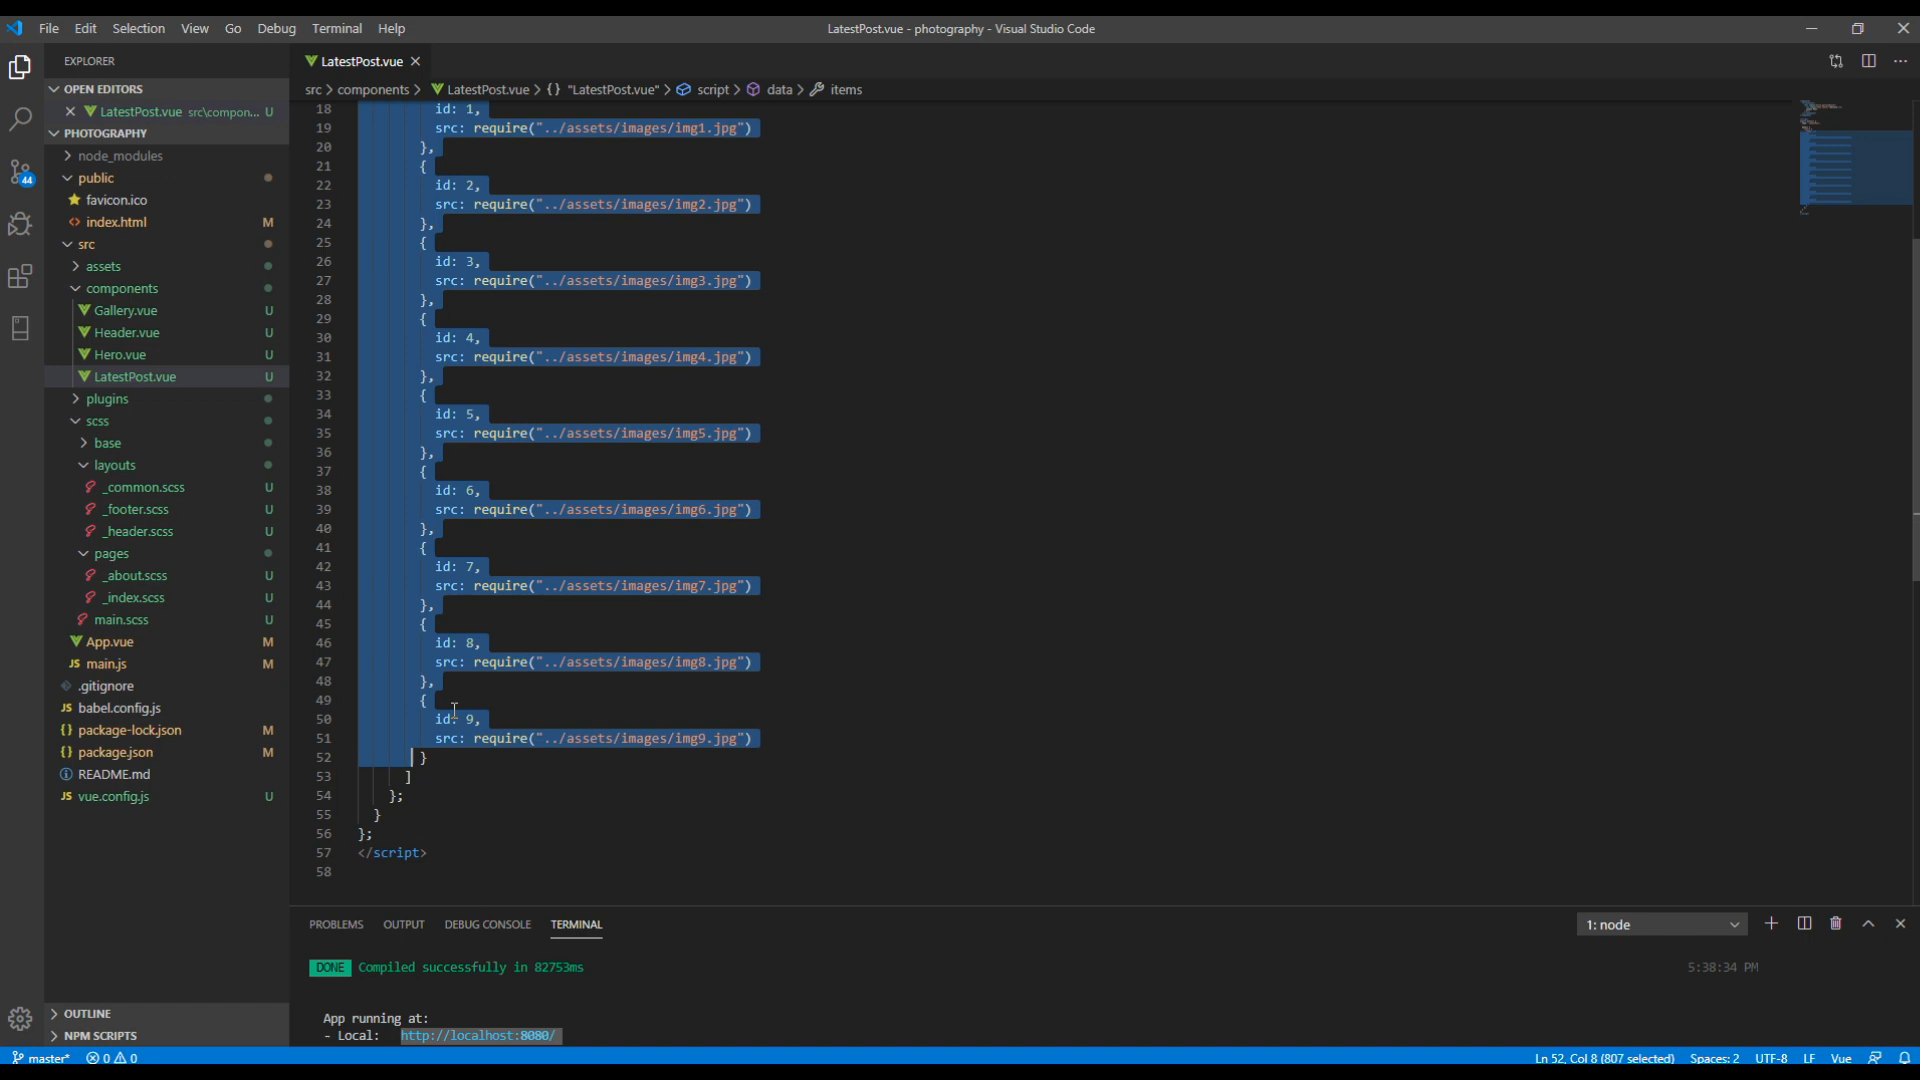 File Edit Selection View Go Debug Terminal Help
LatestPost.vue - photography - Visual Studio Code
EXPLORER
OPEN EDITORS
LatestPost.vue src\compon... U
PHOTOGRAPHY
node_modules
public
favicon.ico
index.html M
src
assets
components
Gallery.vue U
Header.vue U
Hero.vue U
LatestPost.vue U
plugins
scss
base
layouts
_common.scss U
_footer.scss U
_header.scss U
pages
_about.scss U
_index.scss U
main.scss U
App.vue M
main.js M
.gitignore
babel.config.js
package-lock.json M
package.json M
README.md
vue.config.js U
OUTLINE
NPM SCRIPTS
44
LatestPost.vue
src > components > LatestPost.vue > {} "LatestPost.vue" > script > data > items
18 id: 1,
19 src: require("../assets/images/img1.jpg")
20 },
21 {
22 id: 2,
23 src: require("../assets/images/img2.jpg")
24 },
25 {
26 id: 3,
27 src: require("../assets/images/img3.jpg")
28 },
29 {
30 id: 4,
31 src: require("../assets/images/img4.jpg")
32 },
33 {
34 id: 5,
35 src: require("../assets/images/img5.jpg")
36 },
37 {
38 id: 6,
39 src: require("../assets/images/img6.jpg")
40 },
41 {
42 id: 7,
43 src: require("../assets/images/img7.jpg")
44 },
45 {
46 id: 8,
47 src: require("../assets/images/img8.jpg")
48 },
49 {
50 id: 9,
51 src: require("../assets/images/img9.jpg")
52 }
53 ]
54 };
55 }
56 };
57 </script>
58
PROBLEMS OUTPUT DEBUG CONSOLE TERMINAL
1: node
DONE Compiled successfully in 82753ms 5:38:34 PM
App running at:
- Local: http://localhost:8080/
master* 0 0
Ln 52, Col 8 (807 selected) Spaces: 2 UTF-8 LF Vue